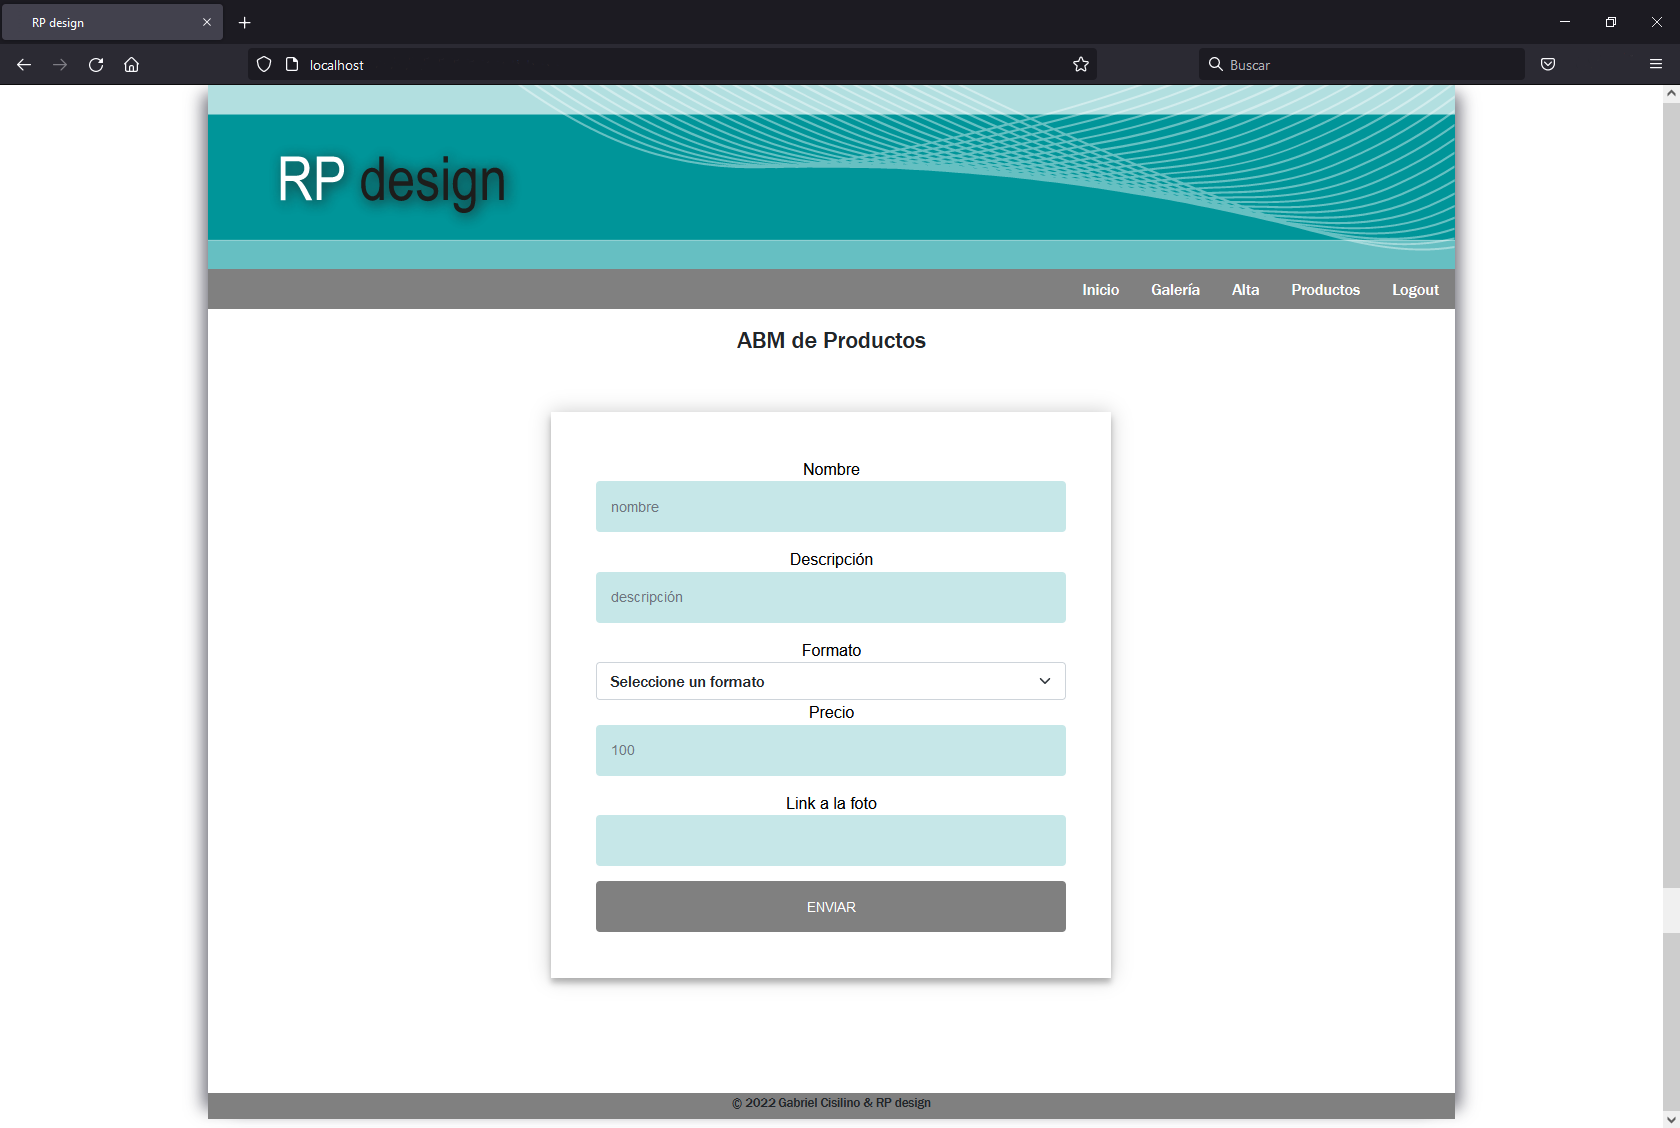 RP design
localhost
Buscar
RP design
Inicio Galería Alta Productos Logout
ABM de Productos
Nombre
nombre
Descripción
descripción
Formato
Seleccione un formato
Precio
100
Link a la foto
ENVIAR
© 2022 Gabriel Cisilino & RP design